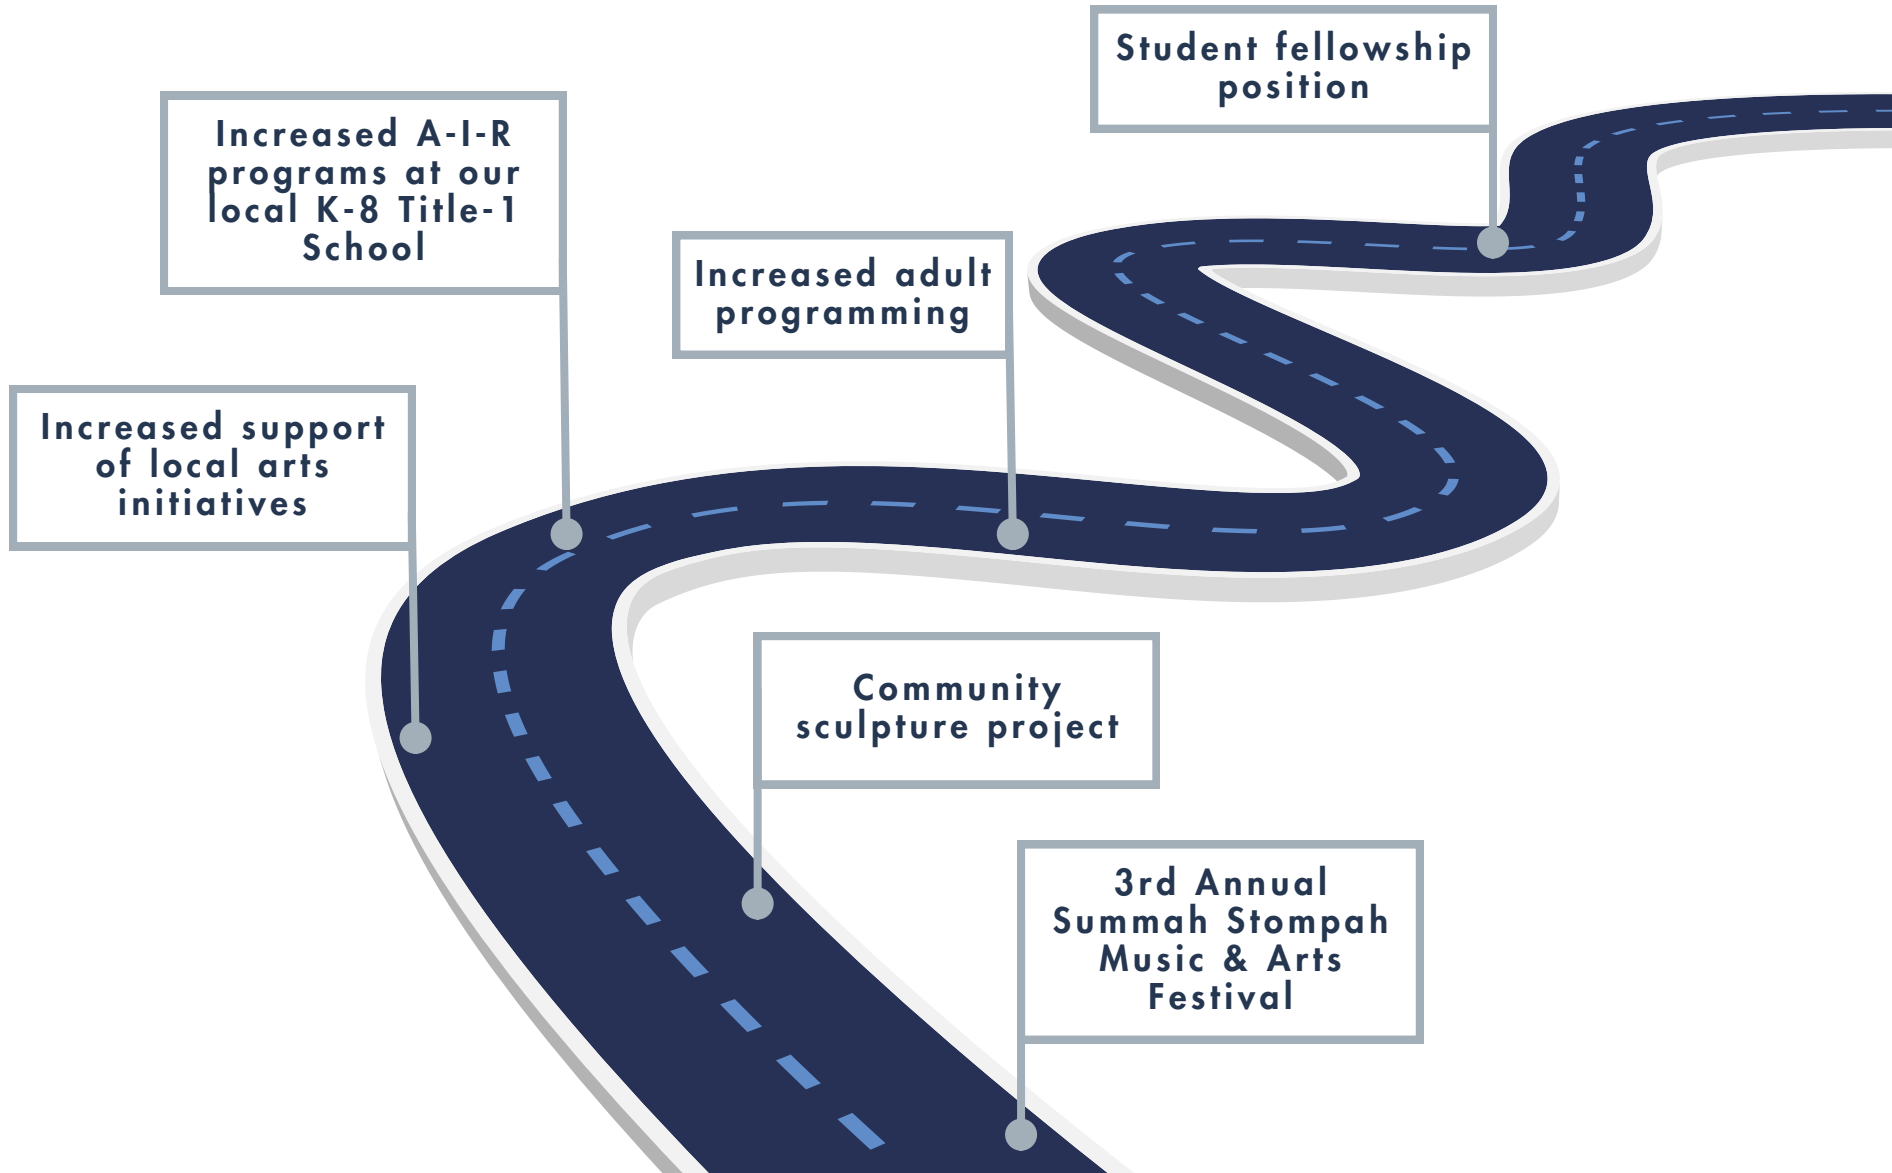 Student fellowship
position
Increased A-I-R
programs at our
local K-8 Title-1
School
Increased adult
programming
Increased support
of local arts
initiatives
Community
sculpture project
3rd Annual
Summah Stompah
Music & Arts
Festival